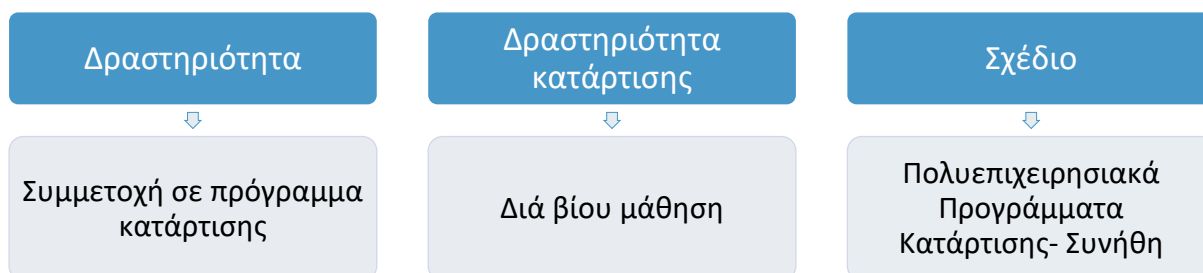 Δραστηριότητα
Συμμετοχή σε πρόγραμμα
κατάρτισης
Δραστηριότητα
κατάρτισης
Διά βίου μάθηση
Σχέδιο
Πολυεπιχειρησιακά
Προγράμματα
Κατάρτισης- Συνήθη